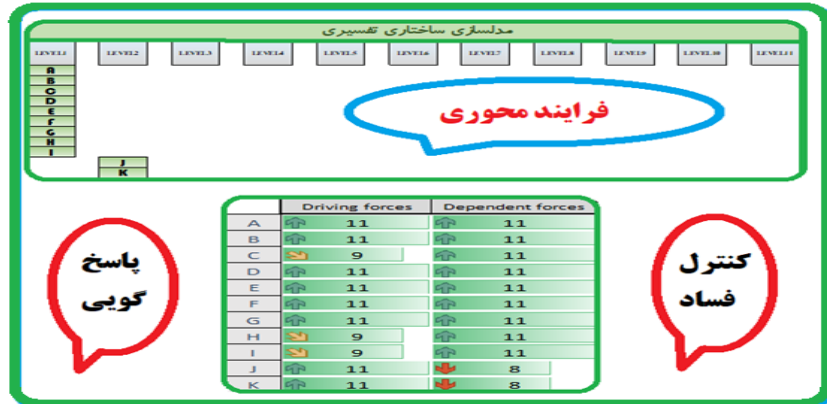 مدلسازی ساختاری تفسیری
LEVEL1 LEVEL2 LEVEL3 LEVEL4 LEVEL5 LEVEL6 LEVEL7 LEVEL8 LEVEL9 LEVEL10 LEVEL11
A
B
C
D
E
F
G
H
I
J
K
فرایند محوری
Driving forces Dependent forces
A 11 11
B 11 11
C 9 11
D 11 11
E 11 11
F 11 11
G 11 11
H 9 11
I 9 11
J 11 8
K 11 8
پاسخ
گویی
کنترل
فساد